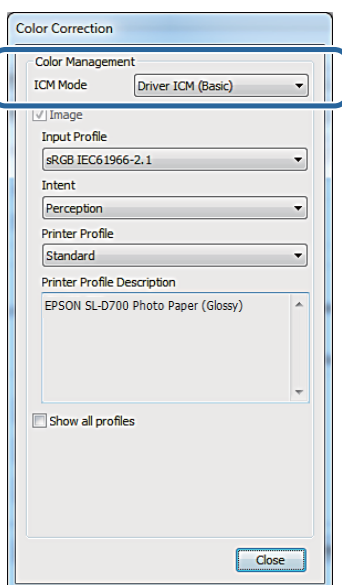 Color Correction
Color Management
ICM Mode Driver ICM (Basic)
Image
Input Profile
sRGB IEC61966-2.1
Intent
Perception
Printer Profile
Standard
Printer Profile Description
EPSON SL-D700 Photo Paper (Glossy)
Show all profiles
Close